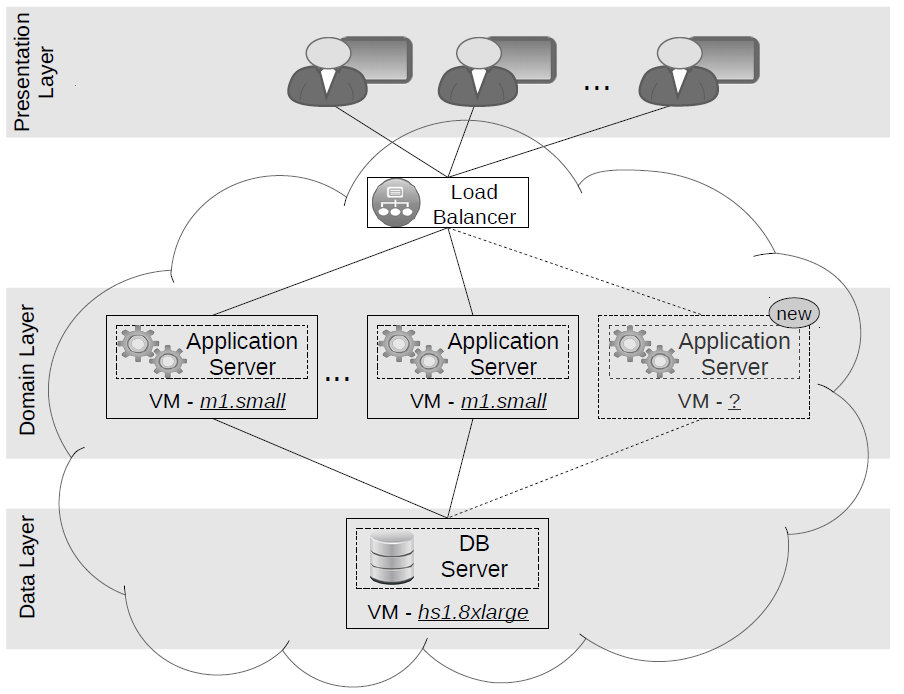 Presentation
Layer
...
Load
Balancer
Domain Layer
new
Application
Server
VM - m1.small
...
Application
Server
VM - m1.small
Application
Server
VM - ?
Data Layer
DB
Server
VM - hs1.8xlarge